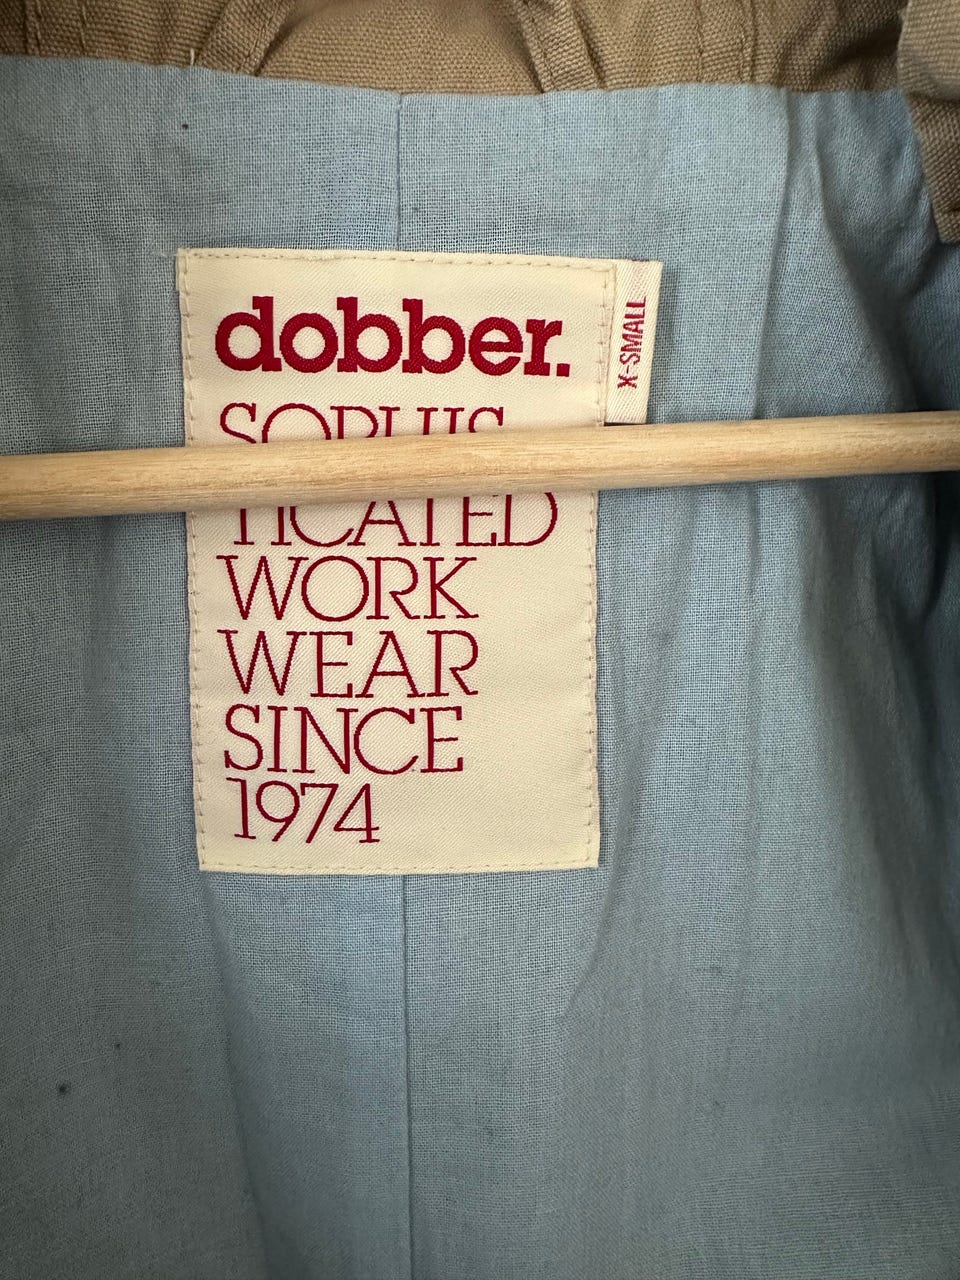 dobber.
SOPHIS
TICATED
WORK
WEAR
SINCE
1974
X-SMALL